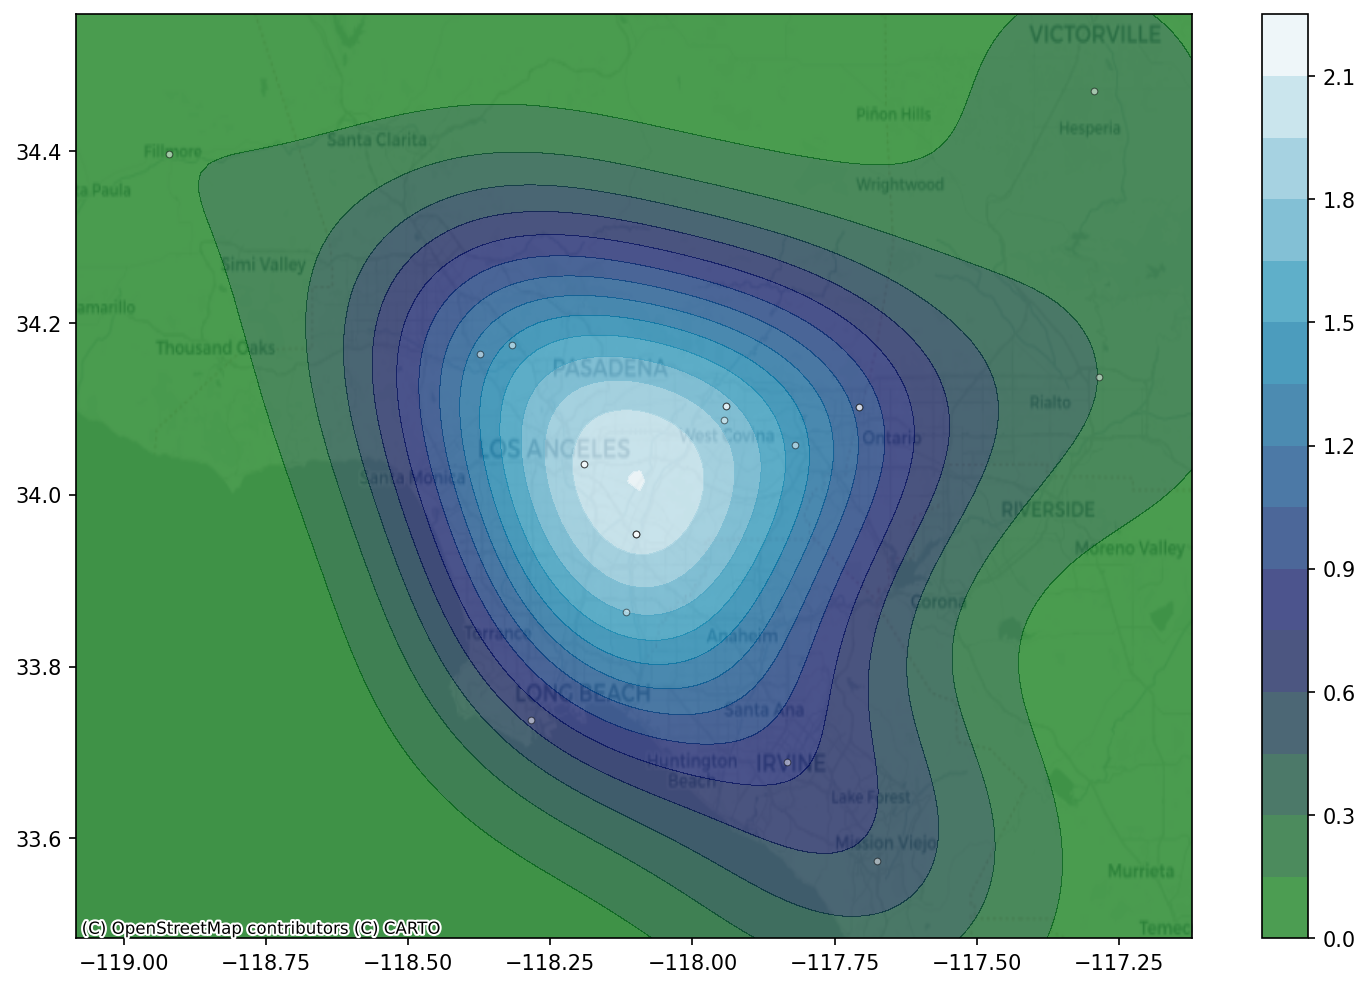 VICTORVILLE
Piñon Hills
Hesperia
Santa Clarita
Fillmore
Wrightwood
a Paula
Simi Valley
amarillo
Thousand Oaks
PASADENA
Rialto
West Covina
Ontario
LOS ANGELES
Santa Monica
RIVERSIDE
Moreno Valley
Corona
Torrance
Anaheim
LONG BEACH
Santa Ana
Huntington
Beach
IRVINE
Lake Forest
Mission Viejo
Murrieta
Temec
(C) OpenStreetMap contributors (C) CARTO
34.4
34.2
34.0
33.8
33.6
−119.00 −118.75 −118.50 −118.25 −118.00 −117.75 −117.50 −117.25
2.1
1.8
1.5
1.2
0.9
0.6
0.3
0.0